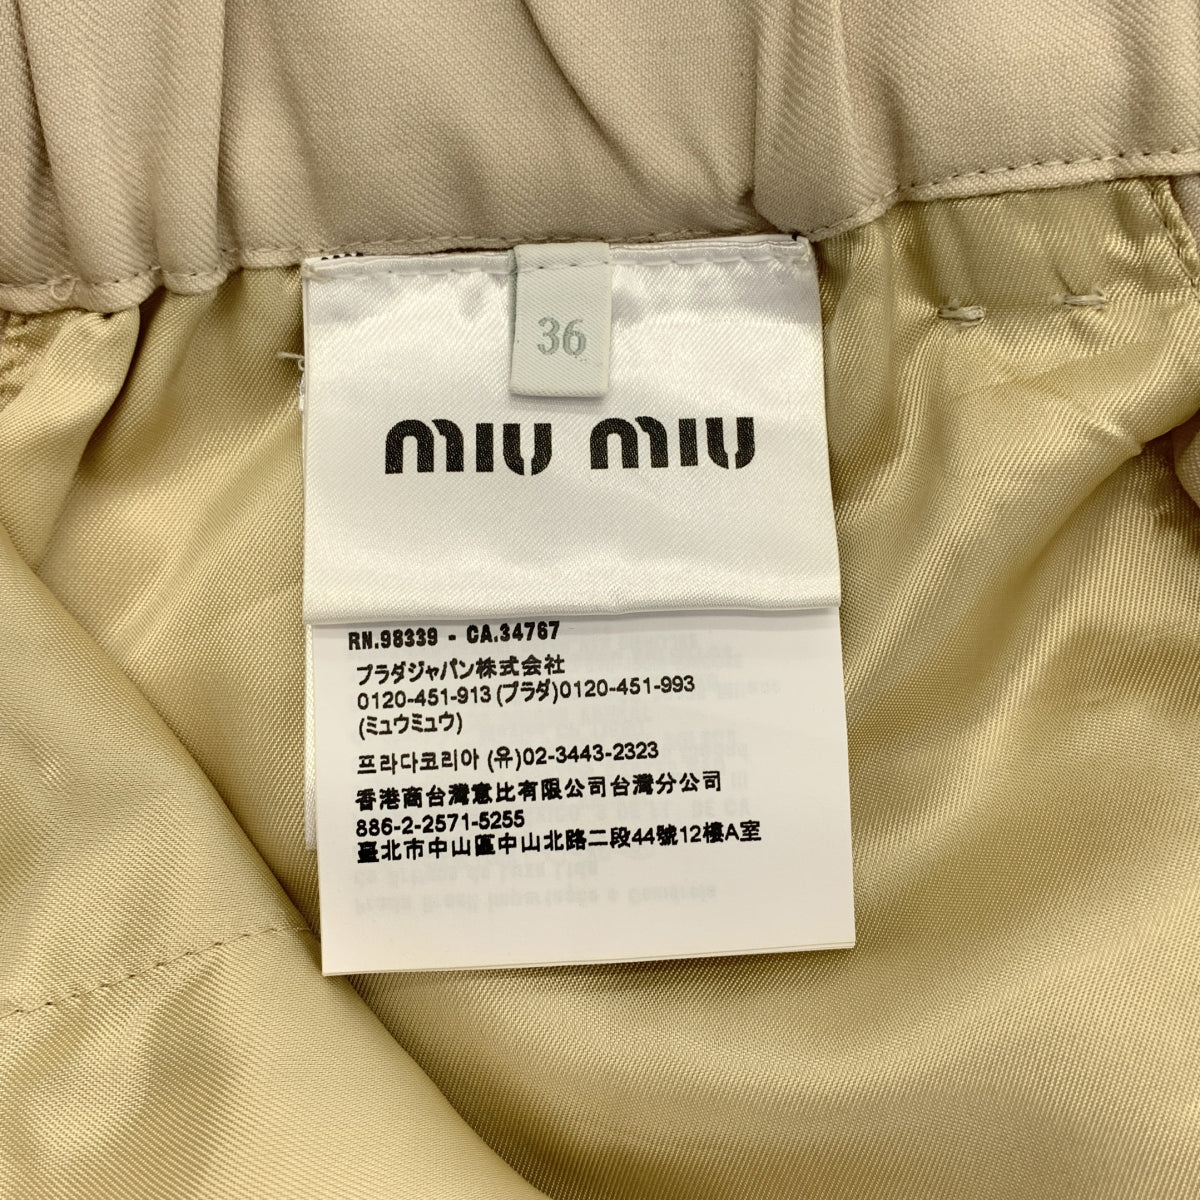 36
miu miu
RN.98339 - CA.34767
プラダジャパン株式会社
0120-451-913 (プラダ)0120-451-993
(ミュウミュウ)
프라다코리아 (유)02-3443-2323
香港商台灣意比有限公司台灣分公司
886-2-2571-5255
臺北市中山區中山北路二段44號12樓A室